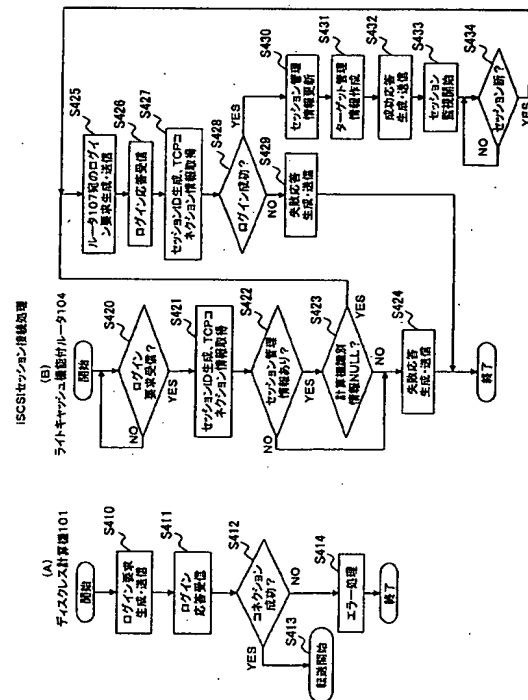 iSCSIセッション接続処理
(A)
ディスクレス計算機101
開始
S410
ログイン要求
生成・送信
S411
ログイン
応答受信
S412
コネクション
成功?
YES
NO
S413
転送開始
S414
エラー処理
終了
(B)
ライトキャッシュ機能付ルータ104
開始
S420
ログイン
要求受信?
NO
YES
S421
セッションID生成、TCPコ
ネクション情報取得
S422
セッション管理
情報あり?
NO
YES
S423
計算機識別
情報NULL?
YES
NO
S424
失敗応答
生成・送信
終了
S425
ルータ107宛のログイ
ン要求生成・送信
S426
ログイン応答受信
S427
セッションID生成、TCPコ
ネクション情報取得
S428
ログイン成功?
YES
NO
S429
失敗応答
生成・送信
S430
セッション管理
情報更新
S431
ターゲット管理
情報作成
S432
成功応答
生成・送信
S433
セッション
監視開始
S434
セッション断?
NO
YES